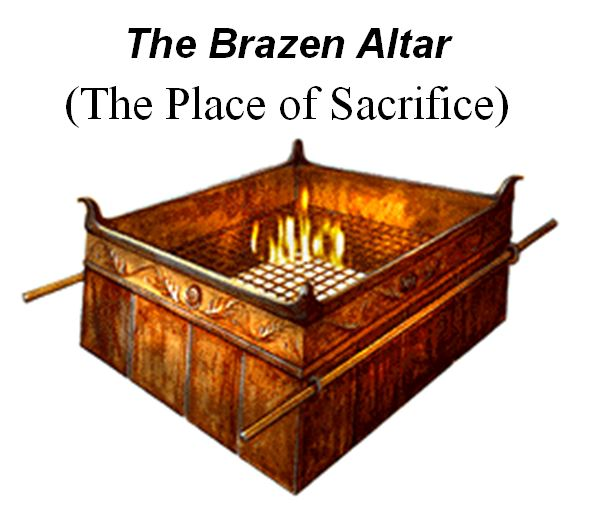 The Brazen Altar
(The Place of Sacrifice)